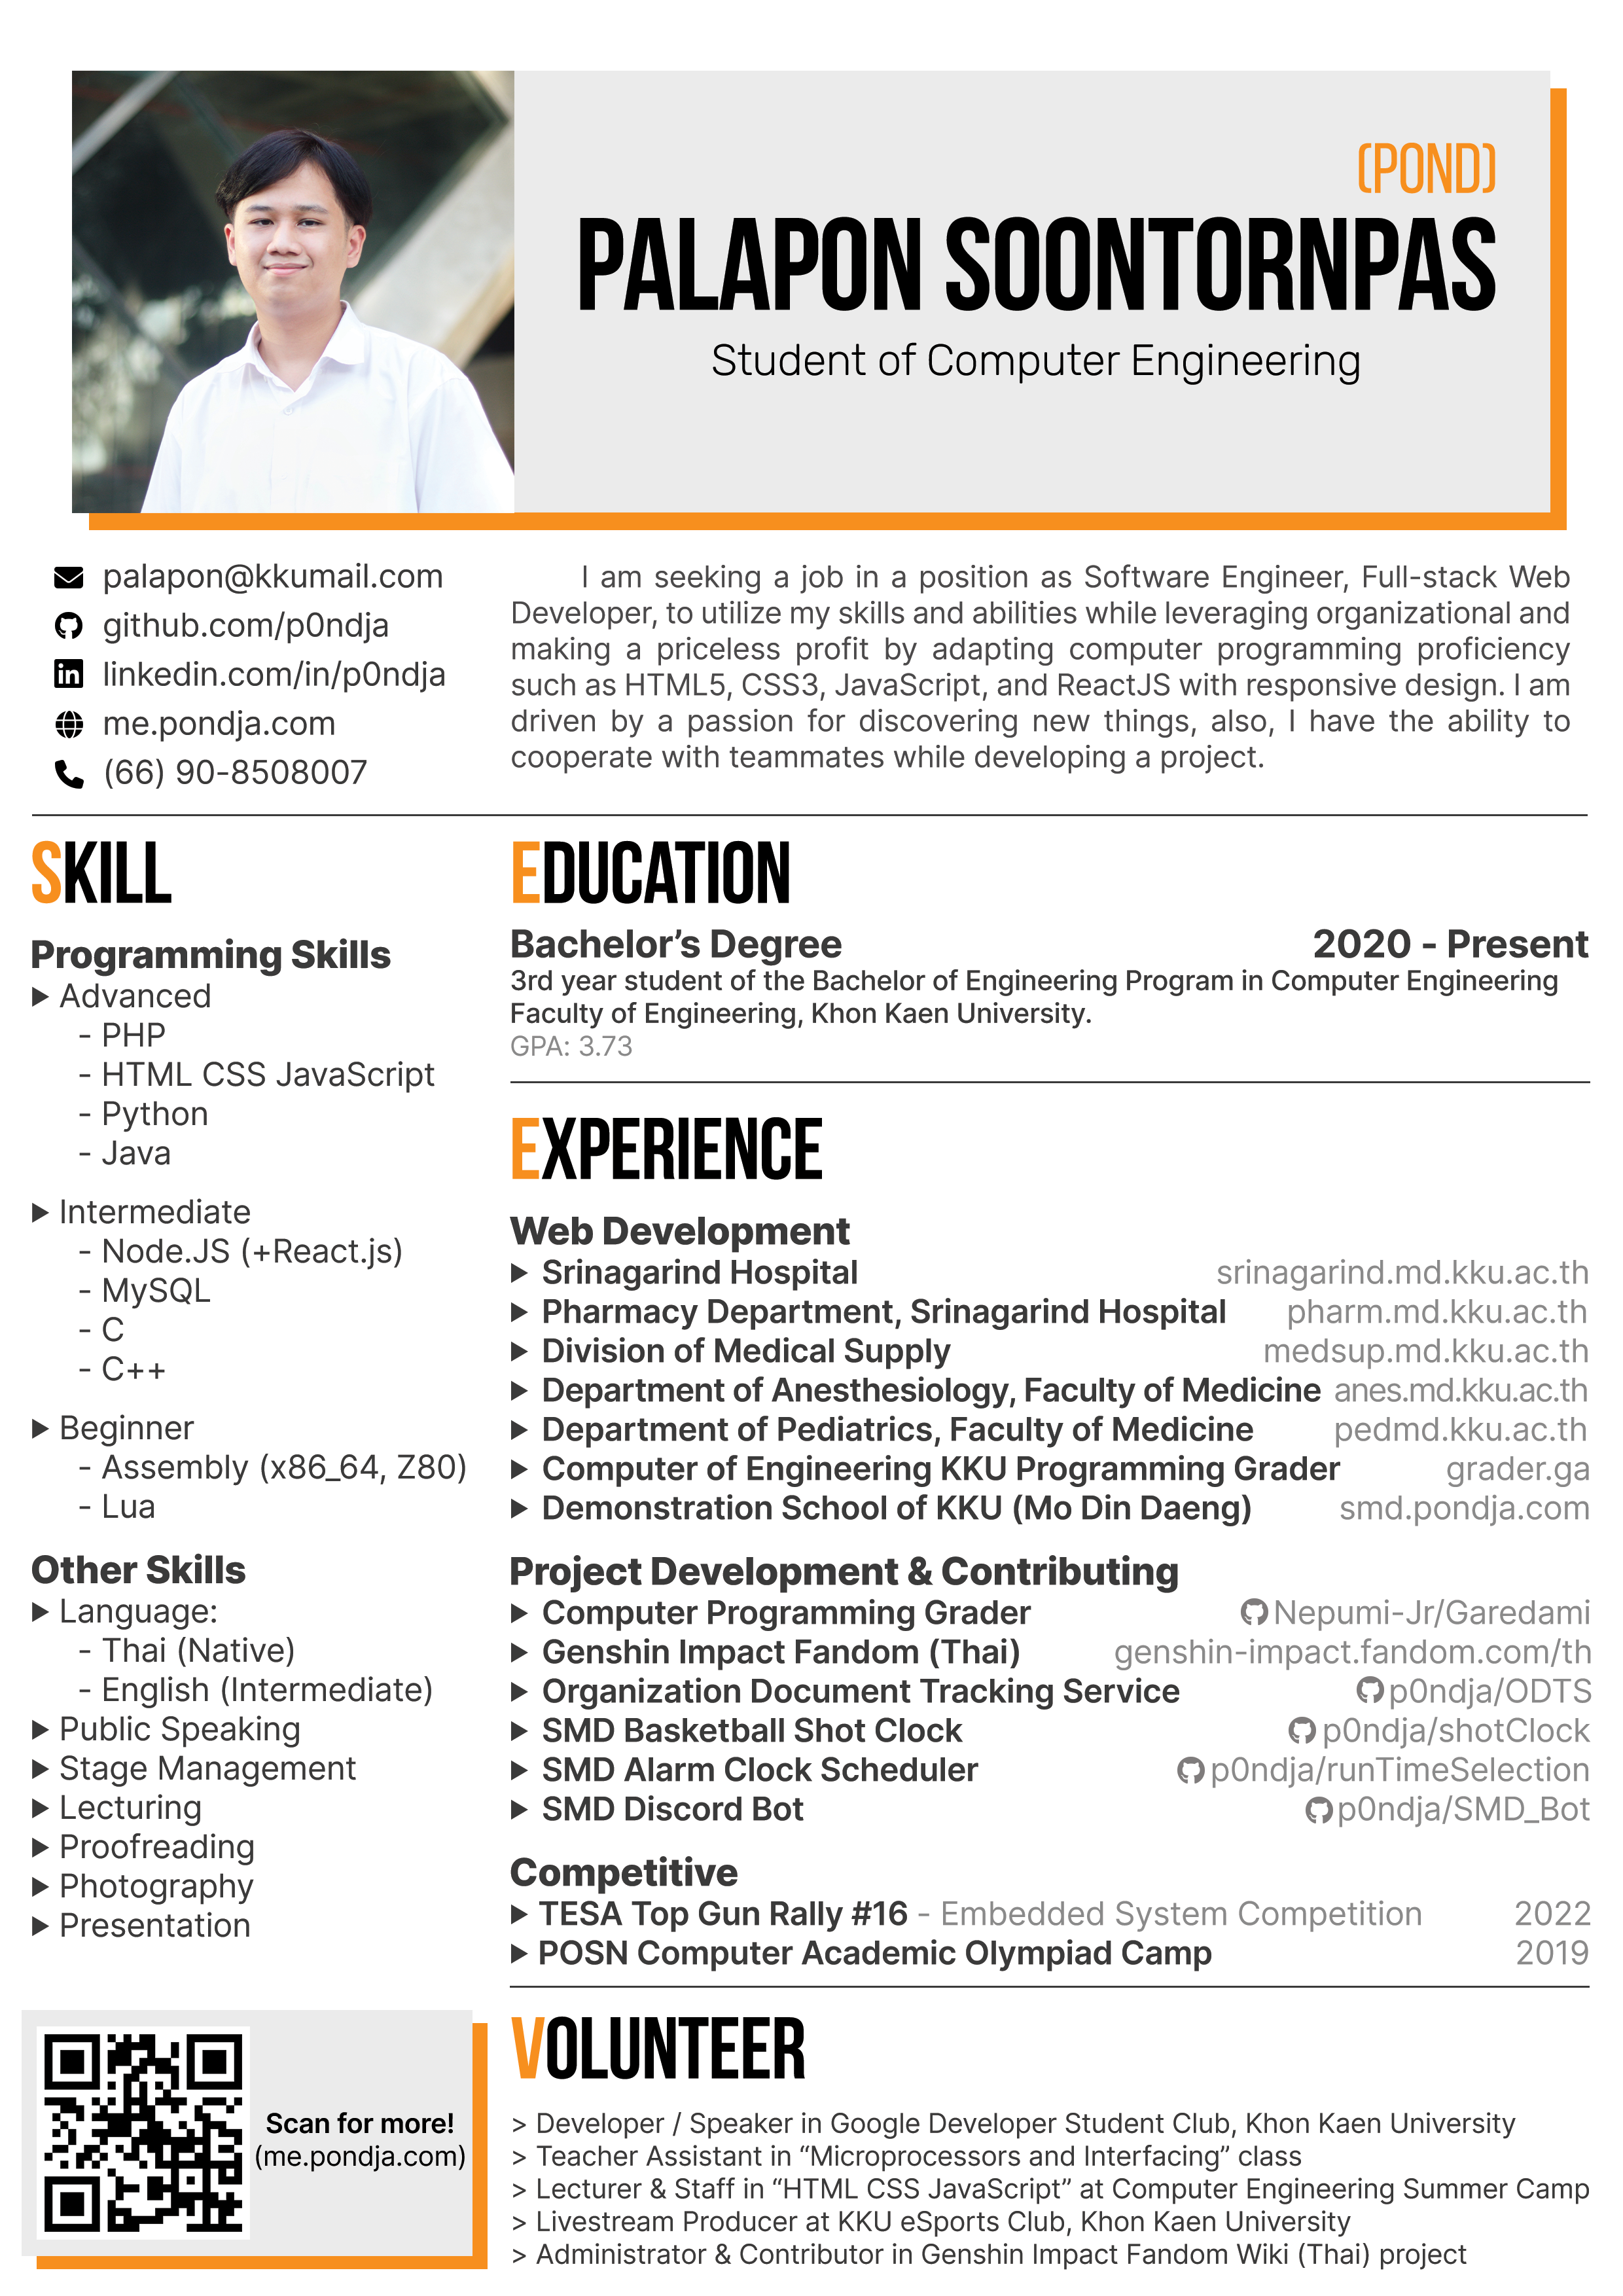 (POND)
PALAPON SOONTORNPAS
Student of Computer Engineering
palapon@kkumail.com
github.com/p0ndja
linkedin.com/in/p0ndja
me.pondja.com
(66) 90-8508007
I am seeking a job in a position as Software Engineer, Full-stack Web
Developer, to utilize my skills and abilities while leveraging organizational and
making a priceless profit by adapting computer programming proficiency
such as HTML5, CSS3, JavaScript, and ReactJS with responsive design. I am
driven by a passion for discovering new things, also, I have the ability to
cooperate with teammates while developing a project.
SKILL
Programming Skills
▶ Advanced
- PHP
- HTML CSS JavaScript
- Python
- Java
▶ Intermediate
- Node.JS (+React.js)
- MySQL
- C
- C++
▶ Beginner
- Assembly (x86_64, Z80)
- Lua
Other Skills
▶ Language:
- Thai (Native)
- English (Intermediate)
▶ Public Speaking
▶ Stage Management
▶ Lecturing
▶ Proofreading
▶ Photography
▶ Presentation
Scan for more!
(me.pondja.com)
EDUCATION
Bachelor's Degree 2020 - Present
3rd year student of the Bachelor of Engineering Program in Computer Engineering
Faculty of Engineering, Khon Kaen University.
GPA: 3.73
EXPERIENCE
Web Development
▶ Srinagarind Hospital srinagarind.md.kku.ac.th
▶ Pharmacy Department, Srinagarind Hospital pharm.md.kku.ac.th
▶ Division of Medical Supply medsup.md.kku.ac.th
▶ Department of Anesthesiology, Faculty of Medicine anes.md.kku.ac.th
▶ Department of Pediatrics, Faculty of Medicine pedmd.kku.ac.th
▶ Computer of Engineering KKU Programming Grader grader.ga
▶ Demonstration School of KKU (Mo Din Daeng) smd.pondja.com
Project Development & Contributing
▶ Computer Programming Grader Nepumi-Jr/Garedami
▶ Genshin Impact Fandom (Thai) genshin-impact.fandom.com/th
▶ Organization Document Tracking Service p0ndja/ODTS
▶ SMD Basketball Shot Clock p0ndja/shotClock
▶ SMD Alarm Clock Scheduler p0ndja/runTimeSelection
▶ SMD Discord Bot p0ndja/SMD_Bot
Competitive
▶ TESA Top Gun Rally #16 - Embedded System Competition 2022
▶ POSN Computer Academic Olympiad Camp 2019
VOLUNTEER
> Developer / Speaker in Google Developer Student Club, Khon Kaen University
> Teacher Assistant in “Microprocessors and Interfacing” class
> Lecturer & Staff in “HTML CSS JavaScript” at Computer Engineering Summer Camp
> Livestream Producer at KKU eSports Club, Khon Kaen University
> Administrator & Contributor in Genshin Impact Fandom Wiki (Thai) project